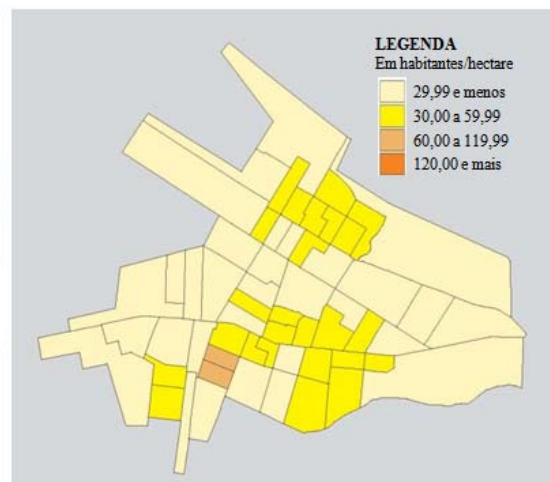 LEGENDA
Em habitantes/hectare
29,99 e menos
30,00 a 59,99
60,00 a 119,99
120,00 e mais